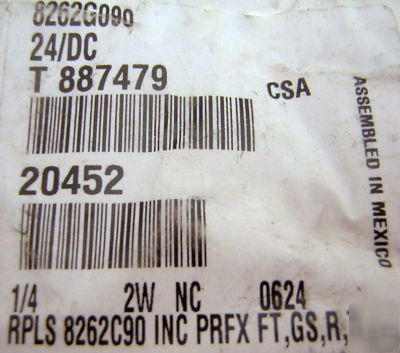 8262G090
24/DC
T 887479
CSA
ASSEMBLED IN MEXICO
20452
1/4 2W NC 0624
RPLS 8262C90 INC PRFX FT,GS,R,